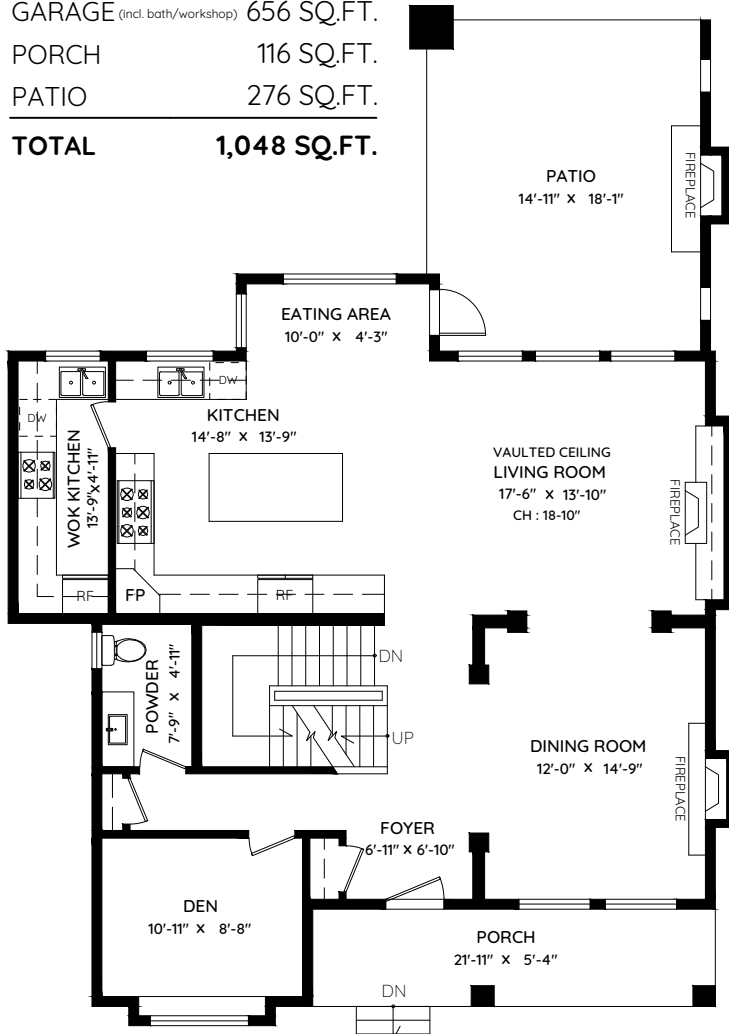 GARAGE (incl. bath/workshop) 656 SQ.FT.
PORCH 116 SQ.FT.
PATIO 276 SQ.FT.
TOTAL 1,048 SQ.FT.
PATIO
14'-11" x 18'-1"
FIREPLACE
EATING AREA
10'-0" x 4'-3"
DW
DW
KITCHEN
14'-8" x 13'-9"
WOK KITCHEN
13'-9"x4'-11"
VAULTED CEILING
LIVING ROOM
17'-6" x 13'-10"
CH : 18-10"
FIREPLACE
RF
FP
RF
POWDER
7'-9" x 4'-11"
DN
UP
DINING ROOM
12'-0" x 14'-9"
FIREPLACE
FOYER
6'-11" x 6'-10"
DEN
10'-11" x 8'-8"
PORCH
21'-11" x 5'-4"
DN